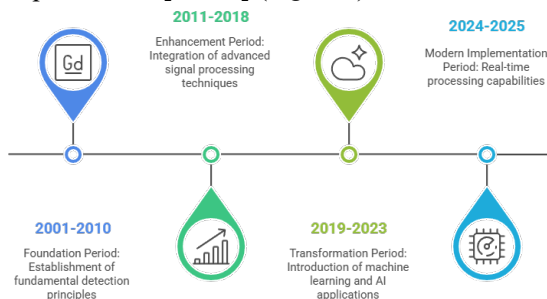 2011-2018
Enhancement Period:
Integration of advanced
signal processing
techniques
2024-2025
Modern Implementation
Period: Real-time
processing capabilities
Gd
2001-2010
Foundation Period:
Establishment of
fundamental detection
principles
2019-2023
Transformation Period:
Introduction of machine
learning and AI
applications